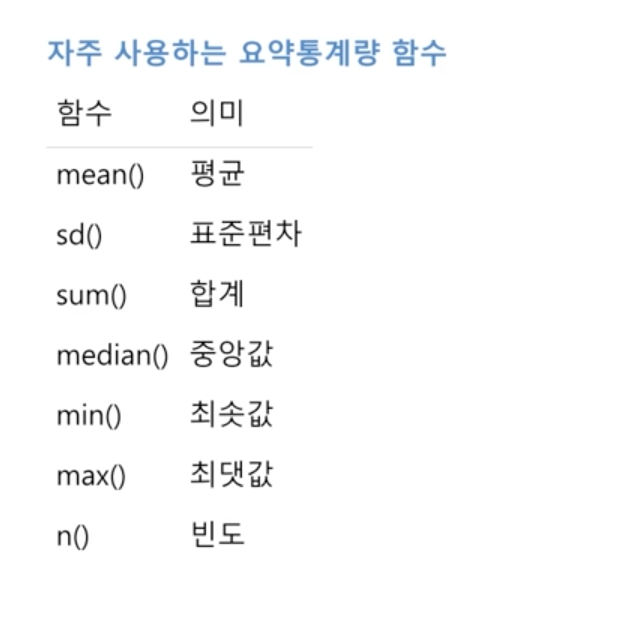 자주 사용하는 요약통계량 함수
함수 의미
mean() 평균
sd() 표준편차
sum() 합계
median() 중앙값
min() 최솟값
max() 최댓값
n() 빈도